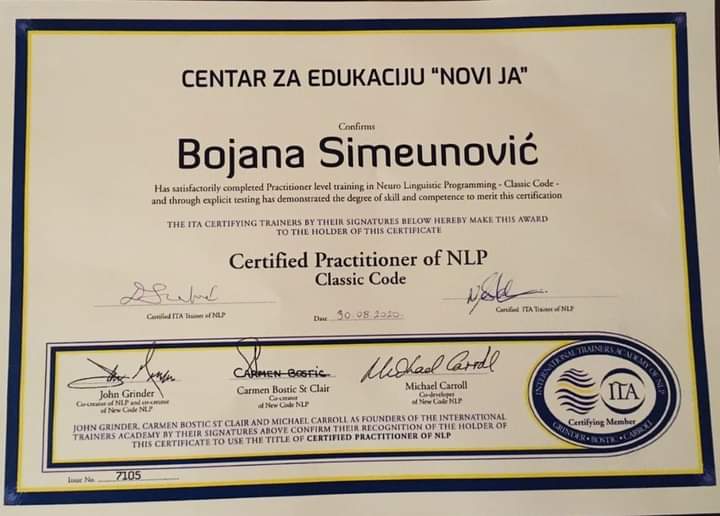 CENTAR ZA EDUKACIJU "NOVI JA"
Confirms
Bojana Simeunović
Has satisfactorily completed Practitioner level training in Neuro Linguistic Programming - Classic Code -
and through explicit testing has demonstrated the degree of skill and competence to merit this certification
THE ITA CERTIFYING TRAINERS BY THEIR SIGNATURES BELOW HEREBY MAKE THIS AWARD
TO THE HOLDER OF THIS CERTIFICATE
Certified Practitioner of NLP
Classic Code
Certified ITA Trainer of NLP
Date 30.08.2020.
Certified ITA Trainer of NLP
CARMEN BOSTIC
Michael Carroll
John Grinder
Co-creator of NLP and co-creator
of New Code NLP
Carmen Bostic St Clair
Co-creator
of New Code NLP
Michael Carroll
Co-developer
of New Code NLP
JOHN GRINDER, CARMEN BOSTIC ST CLAIR AND MICHAEL CARROLL AS FOUNDERS OF THE INTERNATIONAL
TRAINERS ACADEMY BY THEIR SIGNATURES ABOVE CONFIRM THEIR RECOGNITION OF THE HOLDER OF
THIS CERTIFICATE TO USE THE TITLE OF CERTIFIED PRACTITIONER OF NLP
INTERNATIONAL TRAINERS ACADEMY OF NLP
ITA
Certifying Member
GRINDER • BOSTIC • CARROLL
Issue No. 7105